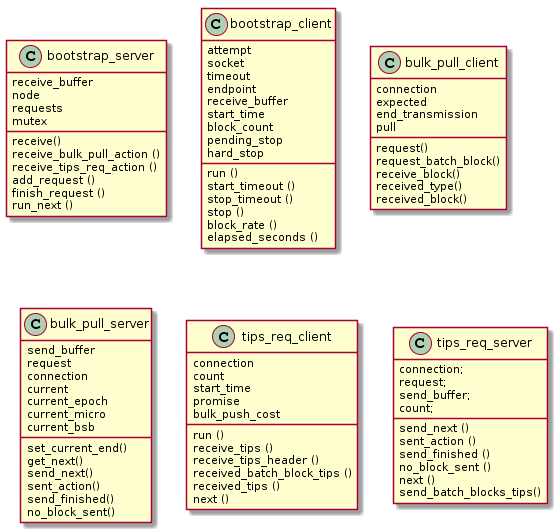 C bootstrap_server
receive_buffer
node
requests
mutex
receive()
receive_bulk_pull_action ()
receive_tips_req_action ()
add_request ()
finish_request ()
run_next ()
C bootstrap_client
attempt
socket
timeout
endpoint
receive_buffer
start_time
block_count
pending_stop
hard_stop
run ()
start_timeout ()
stop_timeout ()
stop ()
block_rate ()
elapsed_seconds ()
C bulk_pull_client
connection
expected
end_transmission
pull
request()
request_batch_block()
receive_block()
received_type()
received_block()
C bulk_pull_server
send_buffer
request
connection
current
current_epoch
current_micro
current_bsb
set_current_end()
get_next()
send_next()
sent_action()
send_finished()
no_block_sent()
C tips_req_client
connection
count
start_time
promise
bulk_push_cost
run ()
receive_tips ()
receive_tips_header ()
received_batch_block_tips ()
received_tips ()
next ()
C tips_req_server
connection;
request;
send_buffer;
count;
send_next ()
sent_action ()
send_finished ()
no_block_sent ()
next ()
send_batch_blocks_tips()